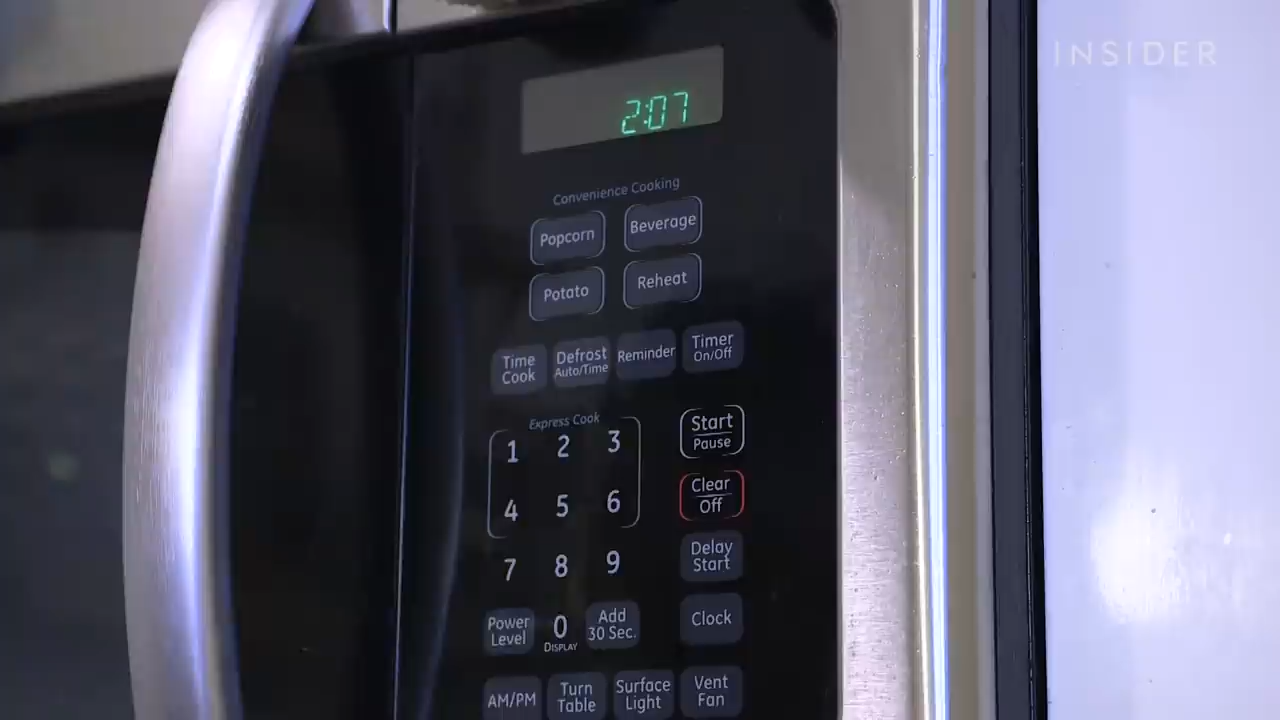 INSIDER
2:07
Convenience Cooking
Popcorn
Beverage
Potato
Reheat
Time
Cook
Defrost
Auto/Time
Reminder
Timer
On/Off
Express Cook
1 2 3
Start
Pause
4 5 6
Clear
Off
7 8 9
Delay
Start
Power
Level
0
DISPLAY
Add
30 Sec.
Clock
AM/PM
Turn
Table
Surface
Light
Vent
Fan